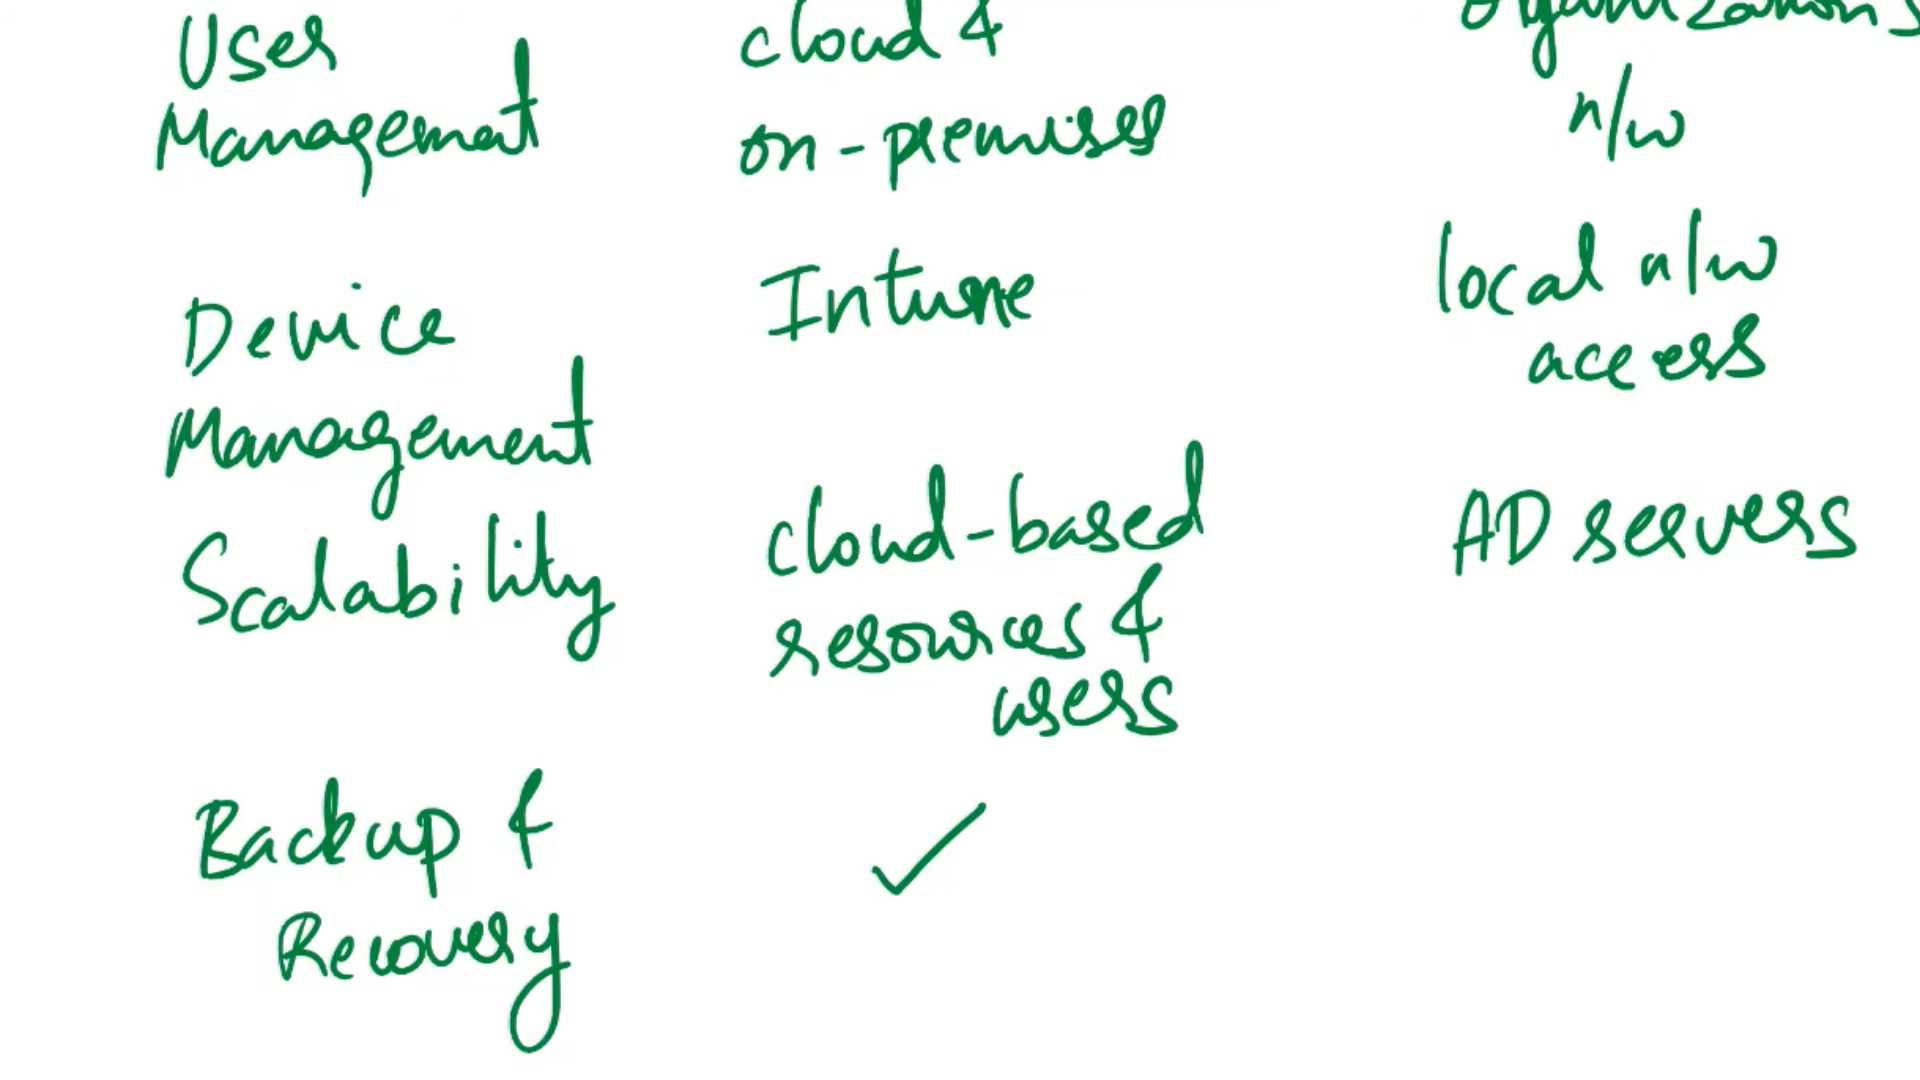 User
Management
cloud &
on-premises
organizations
n/w
Device
Management
Intune
local n/w
access
Scalability
cloud-based
resources &
users
AD servers
Backup &
Recovery
✓